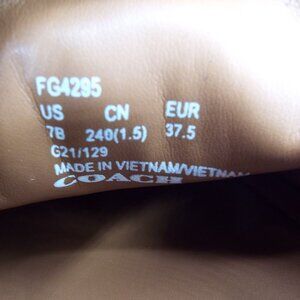 FG4295
US CN EUR
7B 240(1.5) 37.5
G21/129
MADE IN VIETNAM/VIETNAM
COACH